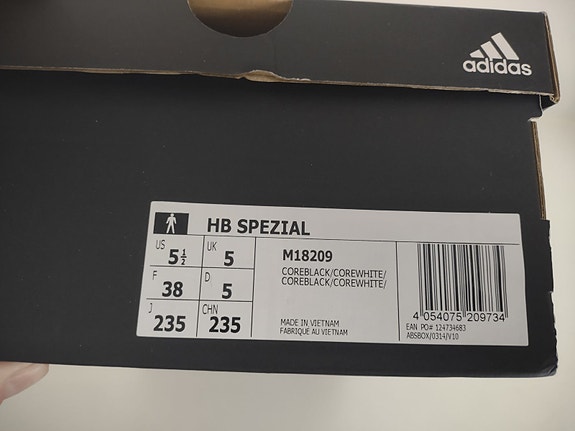 adidas
HB SPEZIAL
US 5½ UK 5
F 38 D 5
J 235 CHN 235
M18209
COREBLACK/COREWHITE/
COREBLACK/COREWHITE/
MADE IN VIETNAM
FABRIQUÉ AU VIETNAM
4 054075 209734
EAN PO# 124734683
ABSBOX/0314/V10